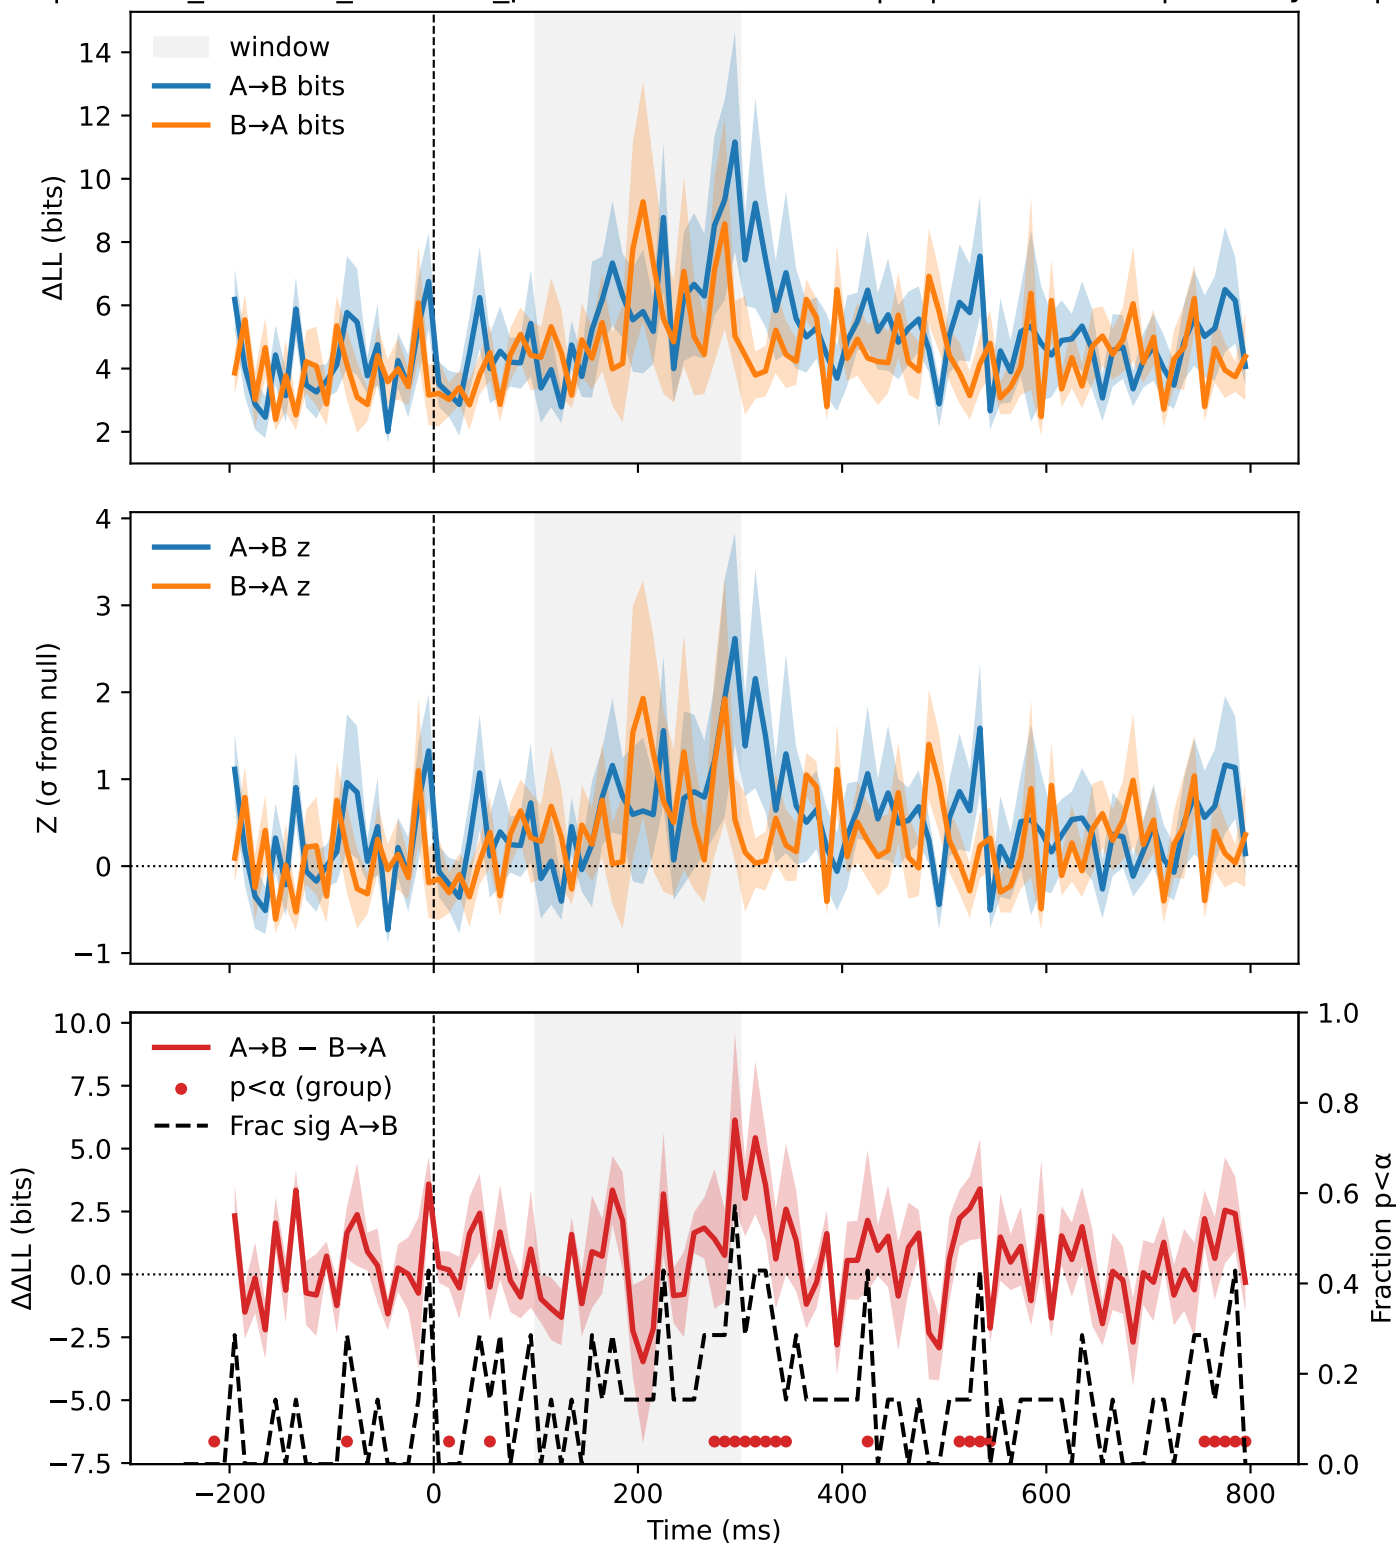 window
A→B bits
B→A bits
14
12
10
8
6
4
2
ΔLL (bits)
A→B z
B→A z
4
3
2
1
0
−1
Z (σ from null)
A→B − B→A
p<α (group)
Frac sig A→B
10.0
7.5
5.0
2.5
0.0
−2.5
−5.0
−7.5
ΔΔLL (bits)
1.0
0.8
0.6
0.4
0.2
0.0
Fraction p<α
−200 0 200 400 600 800
Time (ms)